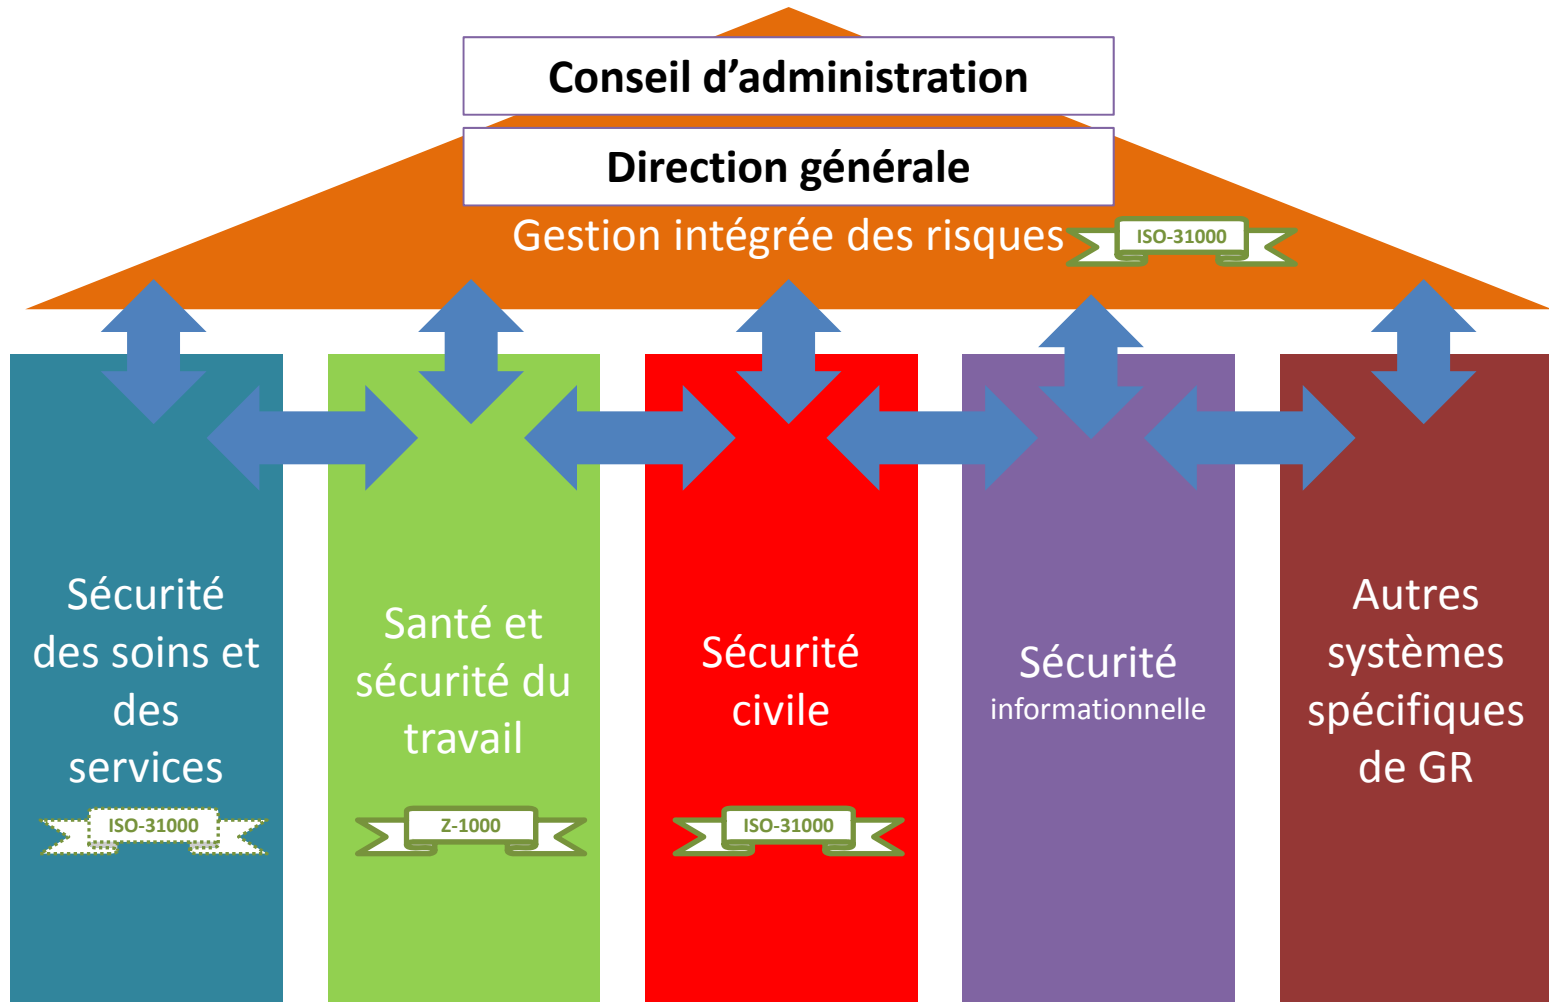 Conseil d’administration
Direction générale
Gestion intégrée des risques
ISO-31000
Sécurité
des soins et
des
services
ISO-31000
Santé et
sécurité du
travail
Z-1000
Sécurité
civile
ISO-31000
Sécurité
informationnelle
Autres
systèmes
spécifiques
de GR